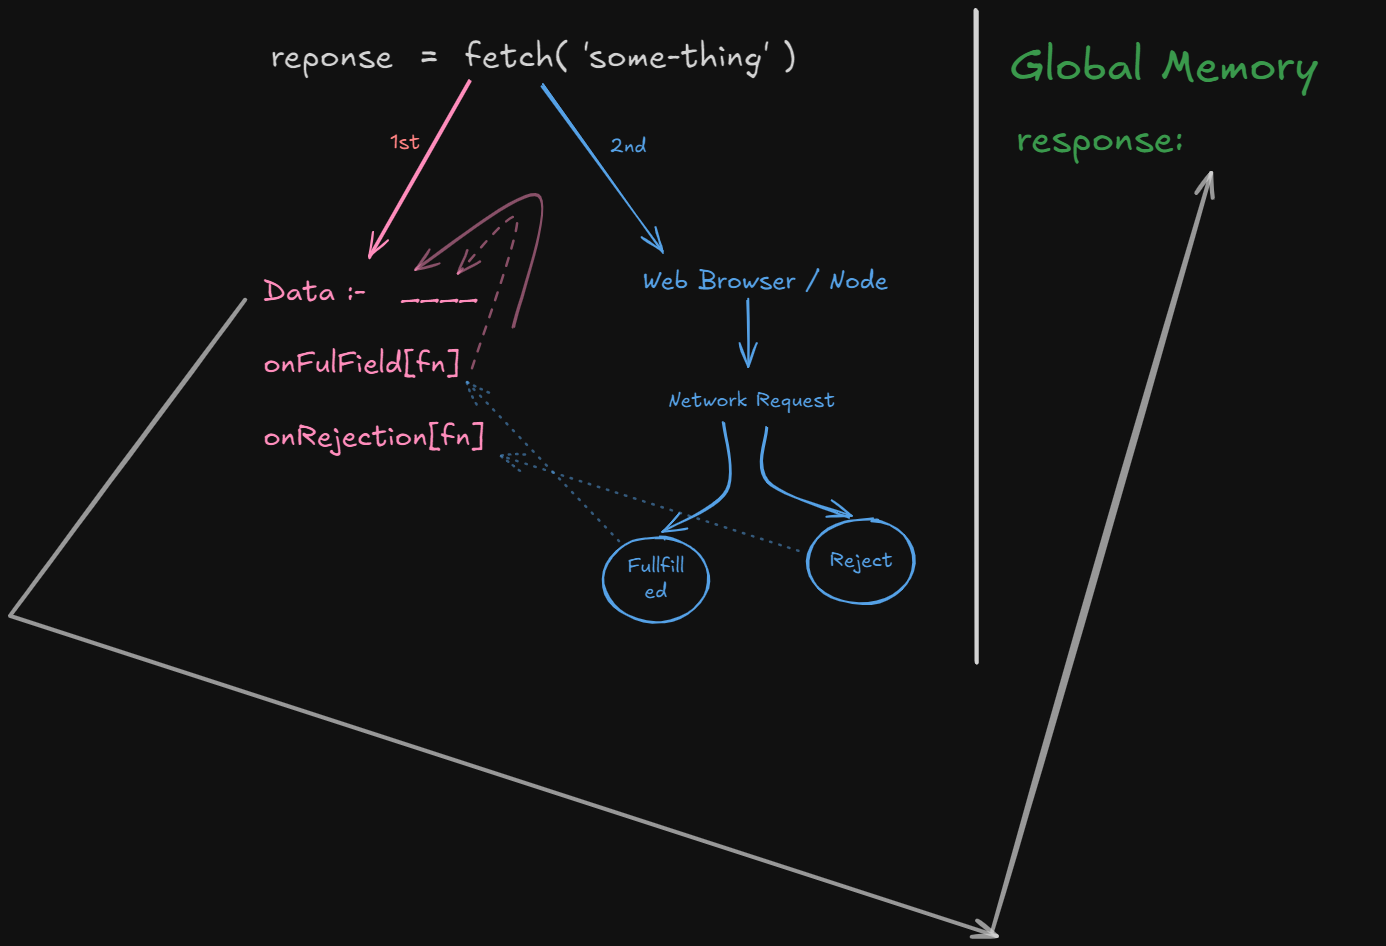 reponse = fetch( 'some-thing' )
1st
2nd
Data :- ____
onFulField[fn]
onRejection[fn]
Web Browser / Node
Network Request
Fullfill
ed
Reject
Global Memory
response: